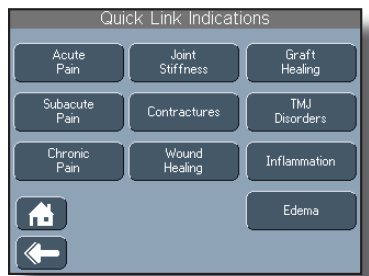 Quick Link Indications
Acute
Pain
Joint
Stiffness
Graft
Healing
Subacute
Pain
Contractures
TMJ
Disorders
Chronic
Pain
Wound
Healing
Inflammation
Edema